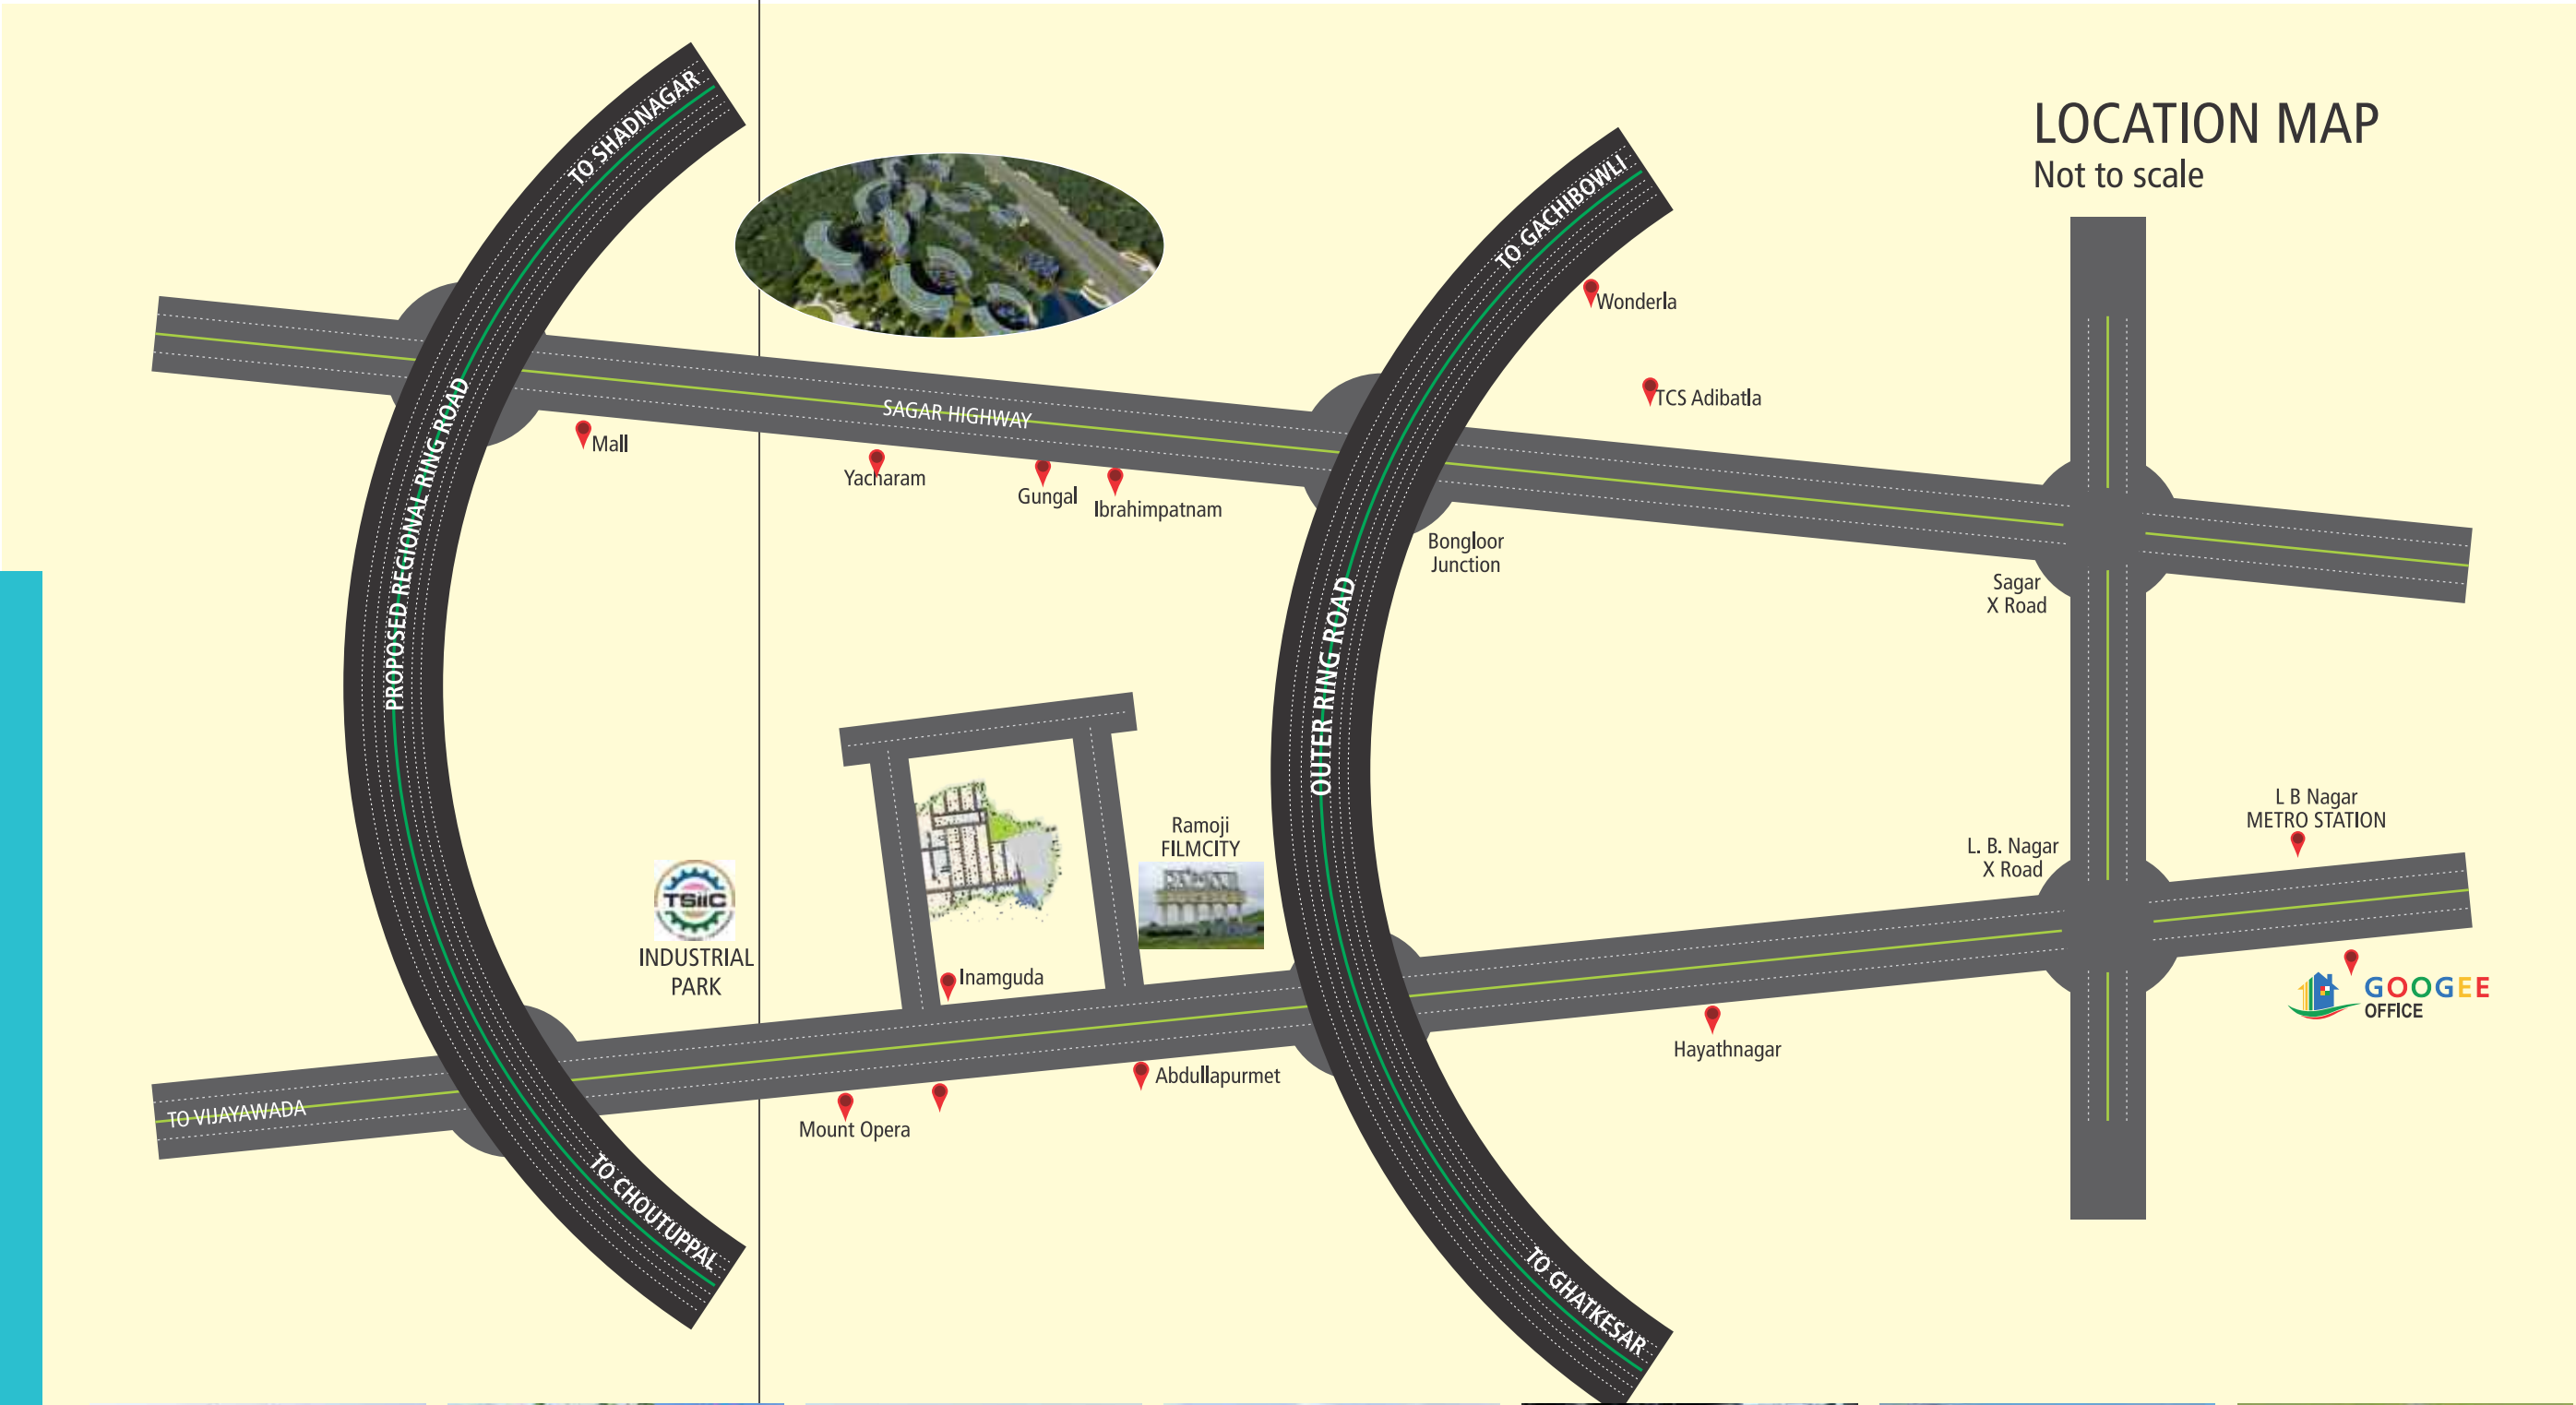 LOCATION MAP
Not to scale
TO SHADNAGAR
PROPOSED REGIONAL RING ROAD
TO CHOUTUPPAL
TO GACHIBOWLI
OUTER RING ROAD
TO GHATKESAR
SAGAR HIGHWAY
Wonderla
TCS Adibatla
Mall
Yacharam
Gungal
Ibrahimpatnam
Bongloor
Junction
Sagar
X Road
L B Nagar
METRO STATION
L. B. Nagar
X Road
Ramoji
FILMCITY
TSiiC
INDUSTRIAL
PARK
Inamguda
GOOGEE
OFFICE
Hayathnagar
Abdullapurmet
Mount Opera
TO VIJAYAWADA